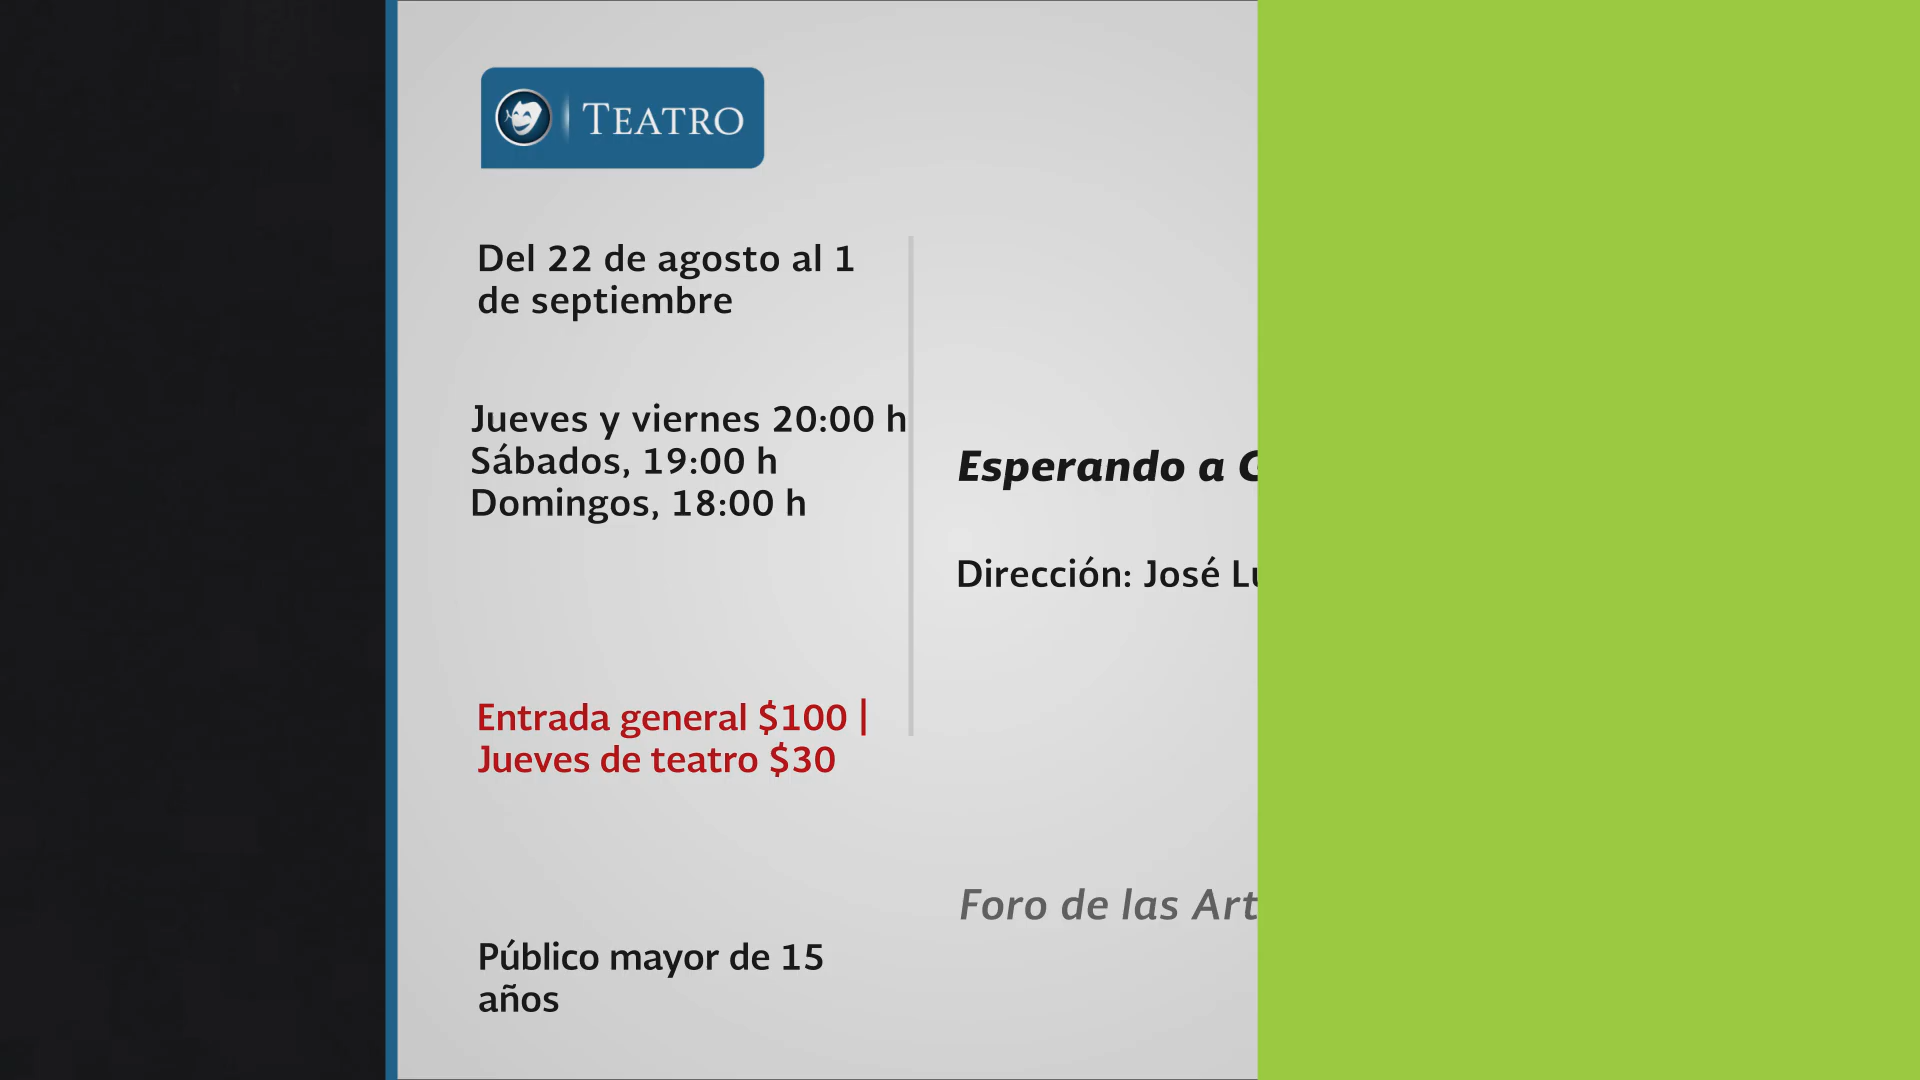 TEATRO
Del 22 de agosto al 1
de septiembre
Jueves y viernes 20:00 h
Sábados, 19:00 h
Domingos, 18:00 h
Esperando a
Dirección: José
Entrada general $100 |
Jueves de teatro $30
Foro de las
Público mayor de 15
años